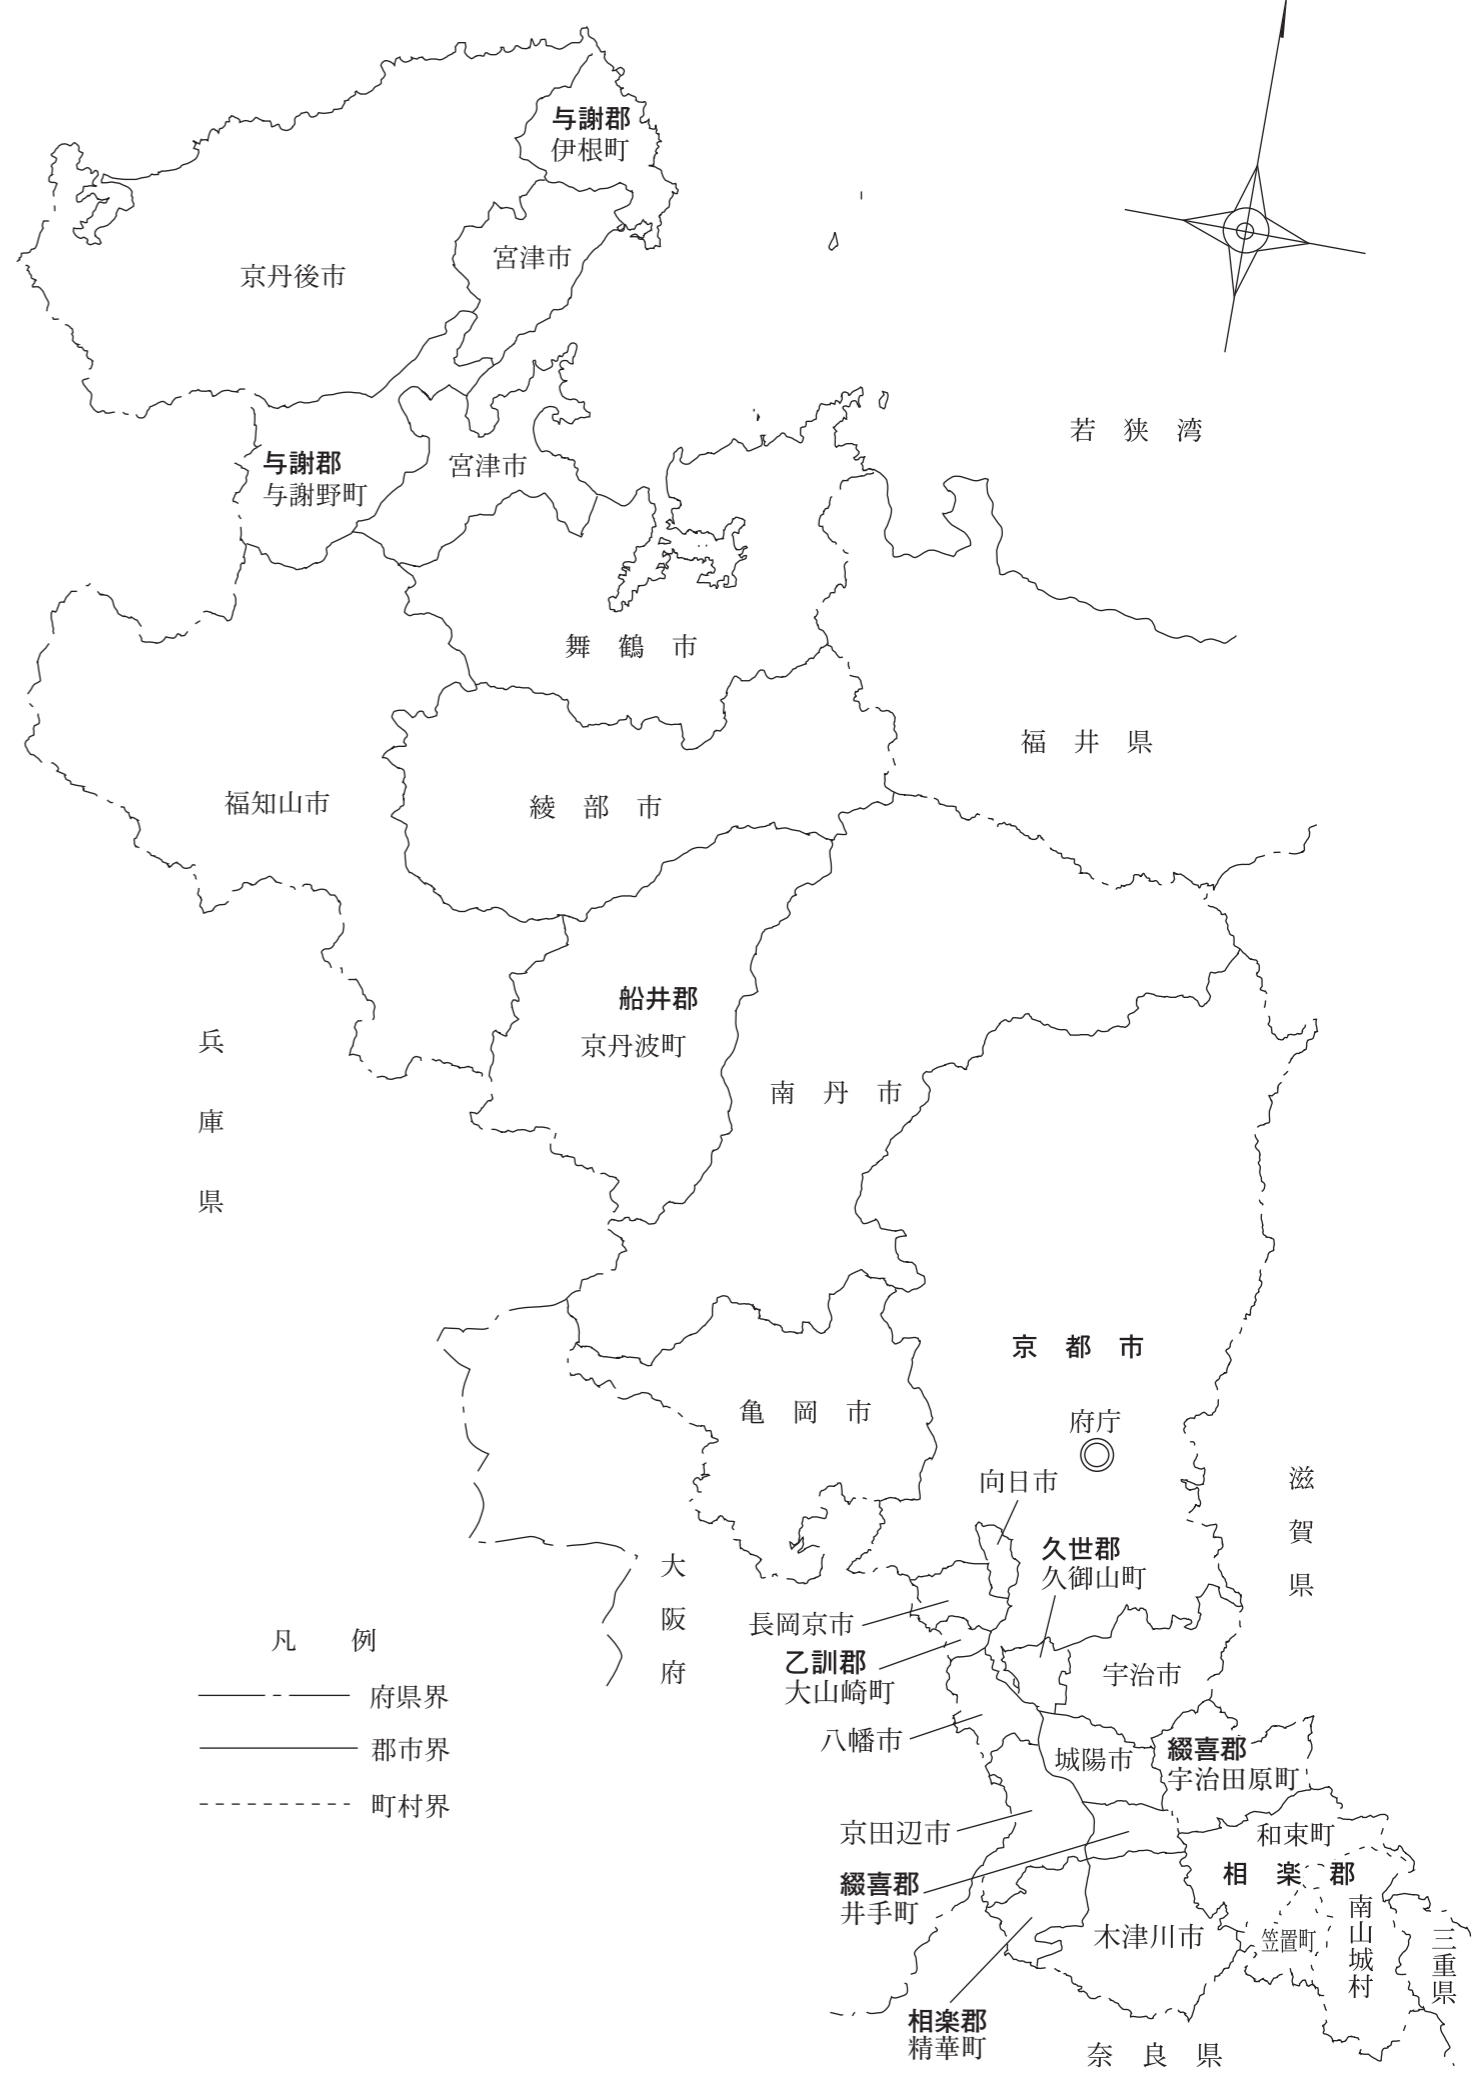 与謝郡
伊根町
宮津市
京丹後市
若狭湾
与謝郡
与謝野町
宮津市
舞鶴市
福井県
福知山市
綾部市
船井郡
京丹波町
兵庫県
南丹市
京都市
亀岡市
府庁
向日市
滋賀県
久世郡
久御山町
大阪府
長岡京市
乙訓郡
大山崎町
宇治市
八幡市
城陽市
綴喜郡
宇治田原町
凡例
府県界
郡市界
町村界
京田辺市
和束町
相楽郡
綴喜郡
井手町
木津川市
笠置町
南山城村
三重県
相楽郡
精華町
奈良県